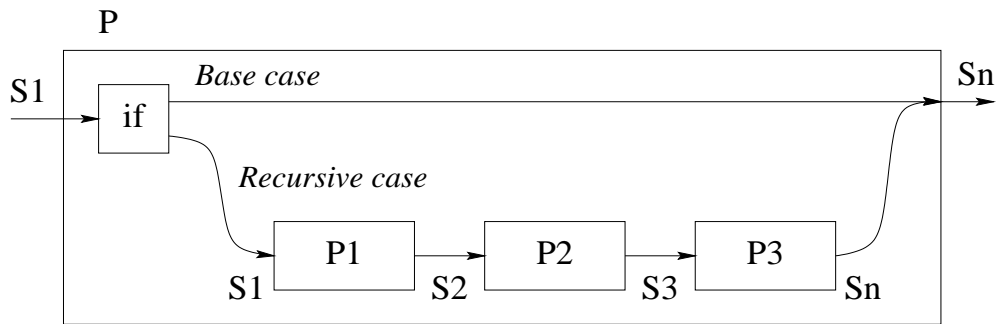 P
S1
if
Base case
Sn
Recursive case
P1
P2
P3
S1
S2
S3
Sn